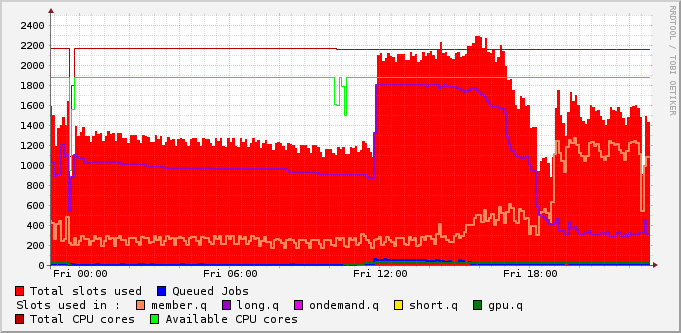 2400
2200
2000
1800
1600
1400
1200
1000
800
600
400
200
0
Fri 00:00 Fri 06:00 Fri 12:00 Fri 18:00
RRDTOOL / TOBI OETIKER
Total slots used Queued Jobs
Slots used in : member.q long.q ondemand.q short.q gpu.q
Total CPU cores Available CPU cores